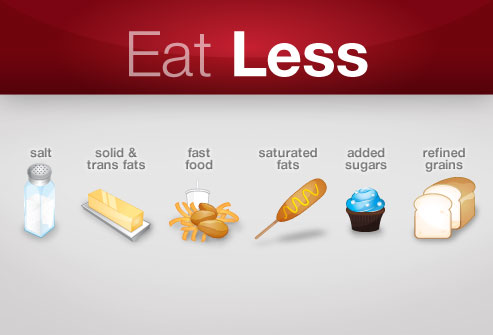 Eat Less
salt
solid &
trans fats
fast
food
saturated
fats
added
sugars
refined
grains